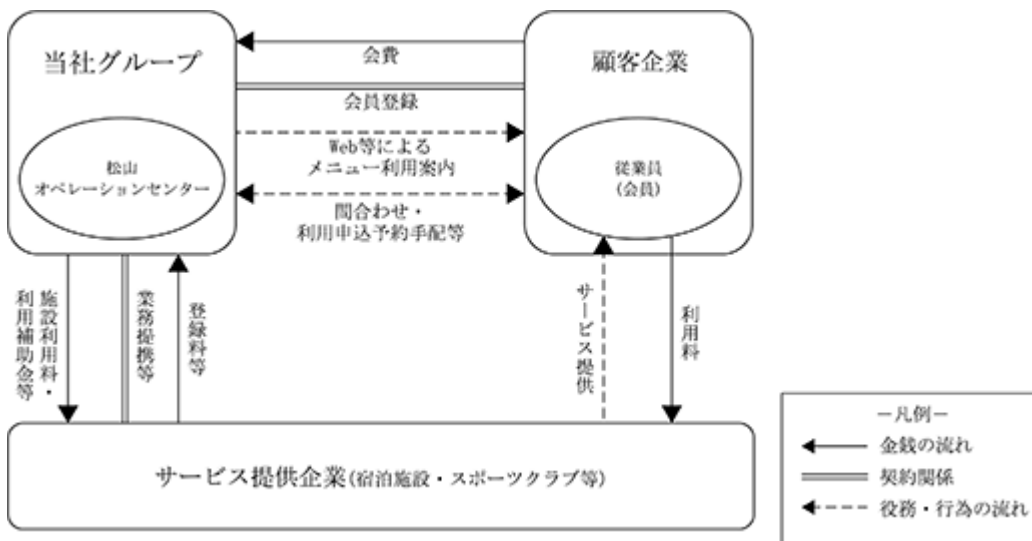 当社グループ
顧客企業
会費
会員登録
Web等による
メニュー利用案内
問合わせ・
利用申込予約手配等
松山
オペレーションセンター
従業員
(会員)
施設利用料・
利用補助金等
業務提携等
登録料等
サービス提供
利用料
サービス提供企業(宿泊施設・スポーツクラブ等)
－凡例－
金銭の流れ
契約関係
役務・行為の流れ